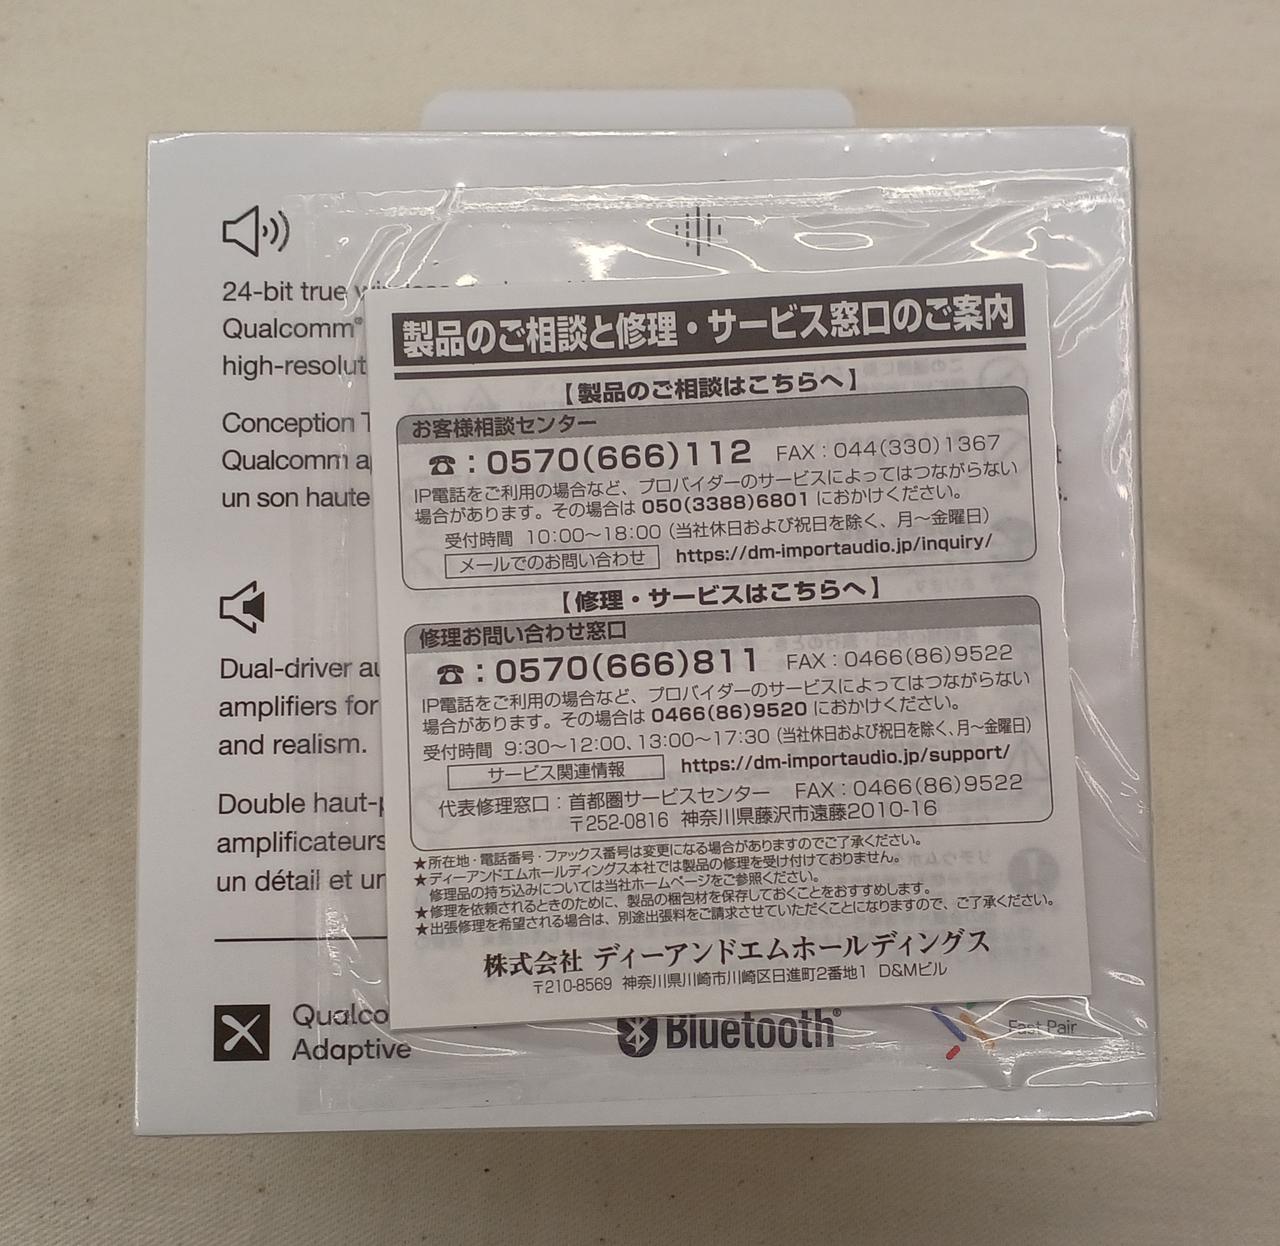 24-bit true
Qualcomm®
high-resolut
Conception T
Qualcomm a
un son haute
Dual-driver au
amplifiers for
and realism.
Double haut-p
amplificateurs
un détail et un
Qualco
Adaptive
Bluetooth®
Fast Pair
製品のご相談と修理・サービス窓口のご案内
【製品のご相談はこちらへ】
お客様相談センター
☎：0570(666)112 FAX：044(330)1367
IP電話をご利用の場合など、プロバイダーのサービスによってはつながらない
場合があります。その場合は 050(3388)6801 におかけください。
受付時間 10:00～18:00（当社休日および祝日を除く、月～金曜日）
メールでのお問い合わせ https://dm-importaudio.jp/inquiry/
【修理・サービスはこちらへ】
修理お問い合わせ窓口
☎：0570(666)811 FAX：0466(86)9522
IP電話をご利用の場合など、プロバイダーのサービスによってはつながらない
場合があります。その場合は 0466(86)9520 におかけください。
受付時間 9:30～12:00、13:00～17:30（当社休日および祝日を除く、月～金曜日）
サービス関連情報 https://dm-importaudio.jp/support/
代表修理窓口：首都圏サービスセンター FAX：0466(86)9522
〒252-0816 神奈川県藤沢市遠藤2010-16
★所在地・電話番号・ファックス番号は変更になる場合がありますのでご了承ください。
★ディーアンドエムホールディングス本社では製品の修理を受け付けておりません。
修理品の持ち込みについては当社ホームページをご参照ください。
★修理を依頼されるときのために、製品の梱包材を保存しておくことをおすすめします。
★出張修理を希望される場合は、別途出張料をご請求させていただくことになりますので、ご了承ください。
株式会社 ディーアンドエムホールディングス
〒210-8569 神奈川県川崎市川崎区日進町2番地1 D&Mビル